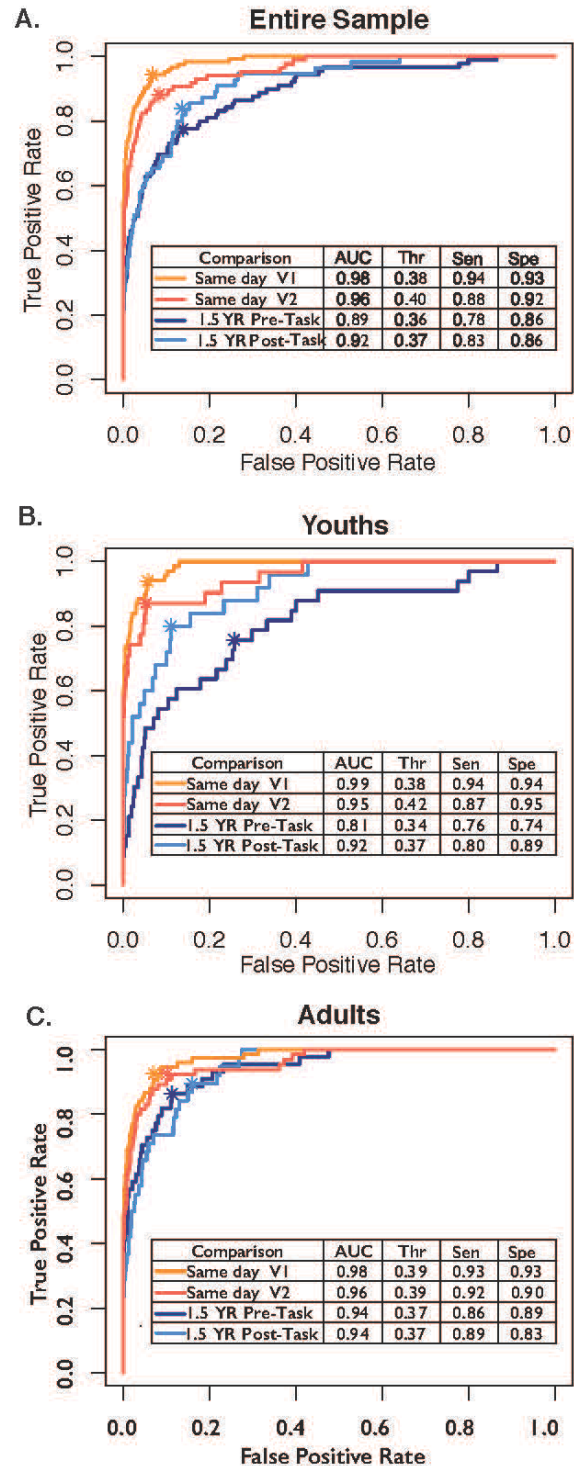 A.
Entire Sample
True Positive Rate
1.0
0.8
0.6
0.4
0.2
0.0
Comparison AUC Thr Sen Spe
Same day V1 0.98 0.38 0.94 0.93
Same day V2 0.96 0.40 0.88 0.92
1.5 YR Pre-Task 0.89 0.36 0.78 0.86
1.5 YR Post-Task 0.92 0.37 0.83 0.86
0.0 0.2 0.4 0.6 0.8 1.0
False Positive Rate
B.
Youths
True Positive Rate
1.0
0.8
0.6
0.4
0.2
0.0
Comparison AUC Thr Sen Spe
Same day V1 0.99 0.38 0.94 0.94
Same day V2 0.95 0.42 0.87 0.95
1.5 YR Pre-Task 0.81 0.34 0.76 0.74
1.5 YR Post-Task 0.92 0.37 0.80 0.89
0.0 0.2 0.4 0.6 0.8 1.0
False Positive Rate
C.
Adults
True Positive Rate
1.0
0.8
0.6
0.4
0.2
0.0
Comparison AUC Thr Sen Spe
Same day V1 0.98 0.39 0.93 0.93
Same day V2 0.96 0.39 0.92 0.90
1.5 YR Pre-Task 0.94 0.37 0.86 0.89
1.5 YR Post-Task 0.94 0.37 0.89 0.83
0.0 0.2 0.4 0.6 0.8 1.0
False Positive Rate